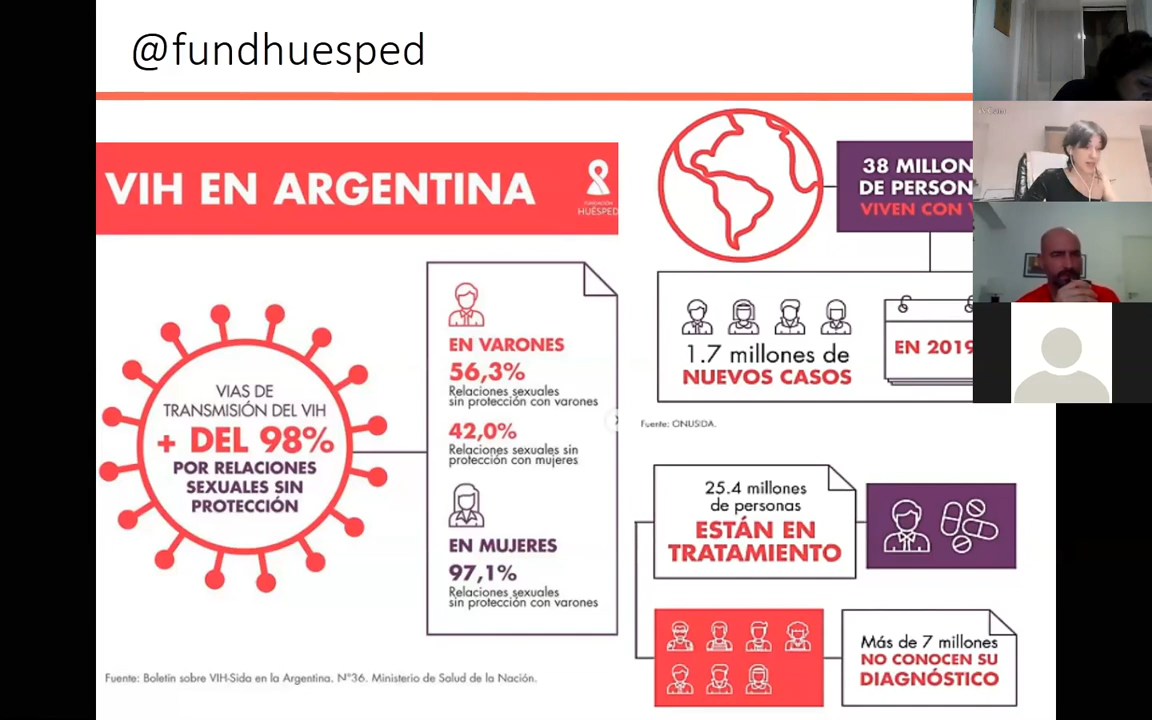 @fundhuesped
VIH EN ARGENTINA
FUNDACIÓN
HUÉSPED
VIAS DE
TRANSMISIÓN DEL VIH
+ DEL 98%
POR RELACIONES
SEXUALES SIN
PROTECCIÓN
EN VARONES
56,3%
Relaciones sexuales
sin protección con varones
42,0%
Relaciones sexuales sin
protección con mujeres
EN MUJERES
97,1%
Relaciones sexuales
sin protección con varones
Fuente: Boletín sobre VIH-Sida en la Argentina. N°36. Ministerio de Salud de la Nación.
38 MILLON
DE PERSON
VIVEN CON
1.7 millones de
NUEVOS CASOS
EN 2019
Fuente: ONUSIDA.
25.4 millones
de personas
ESTÁN EN
TRATAMIENTO
Más de 7 millones
NO CONOCEN SU
DIAGNÓSTICO